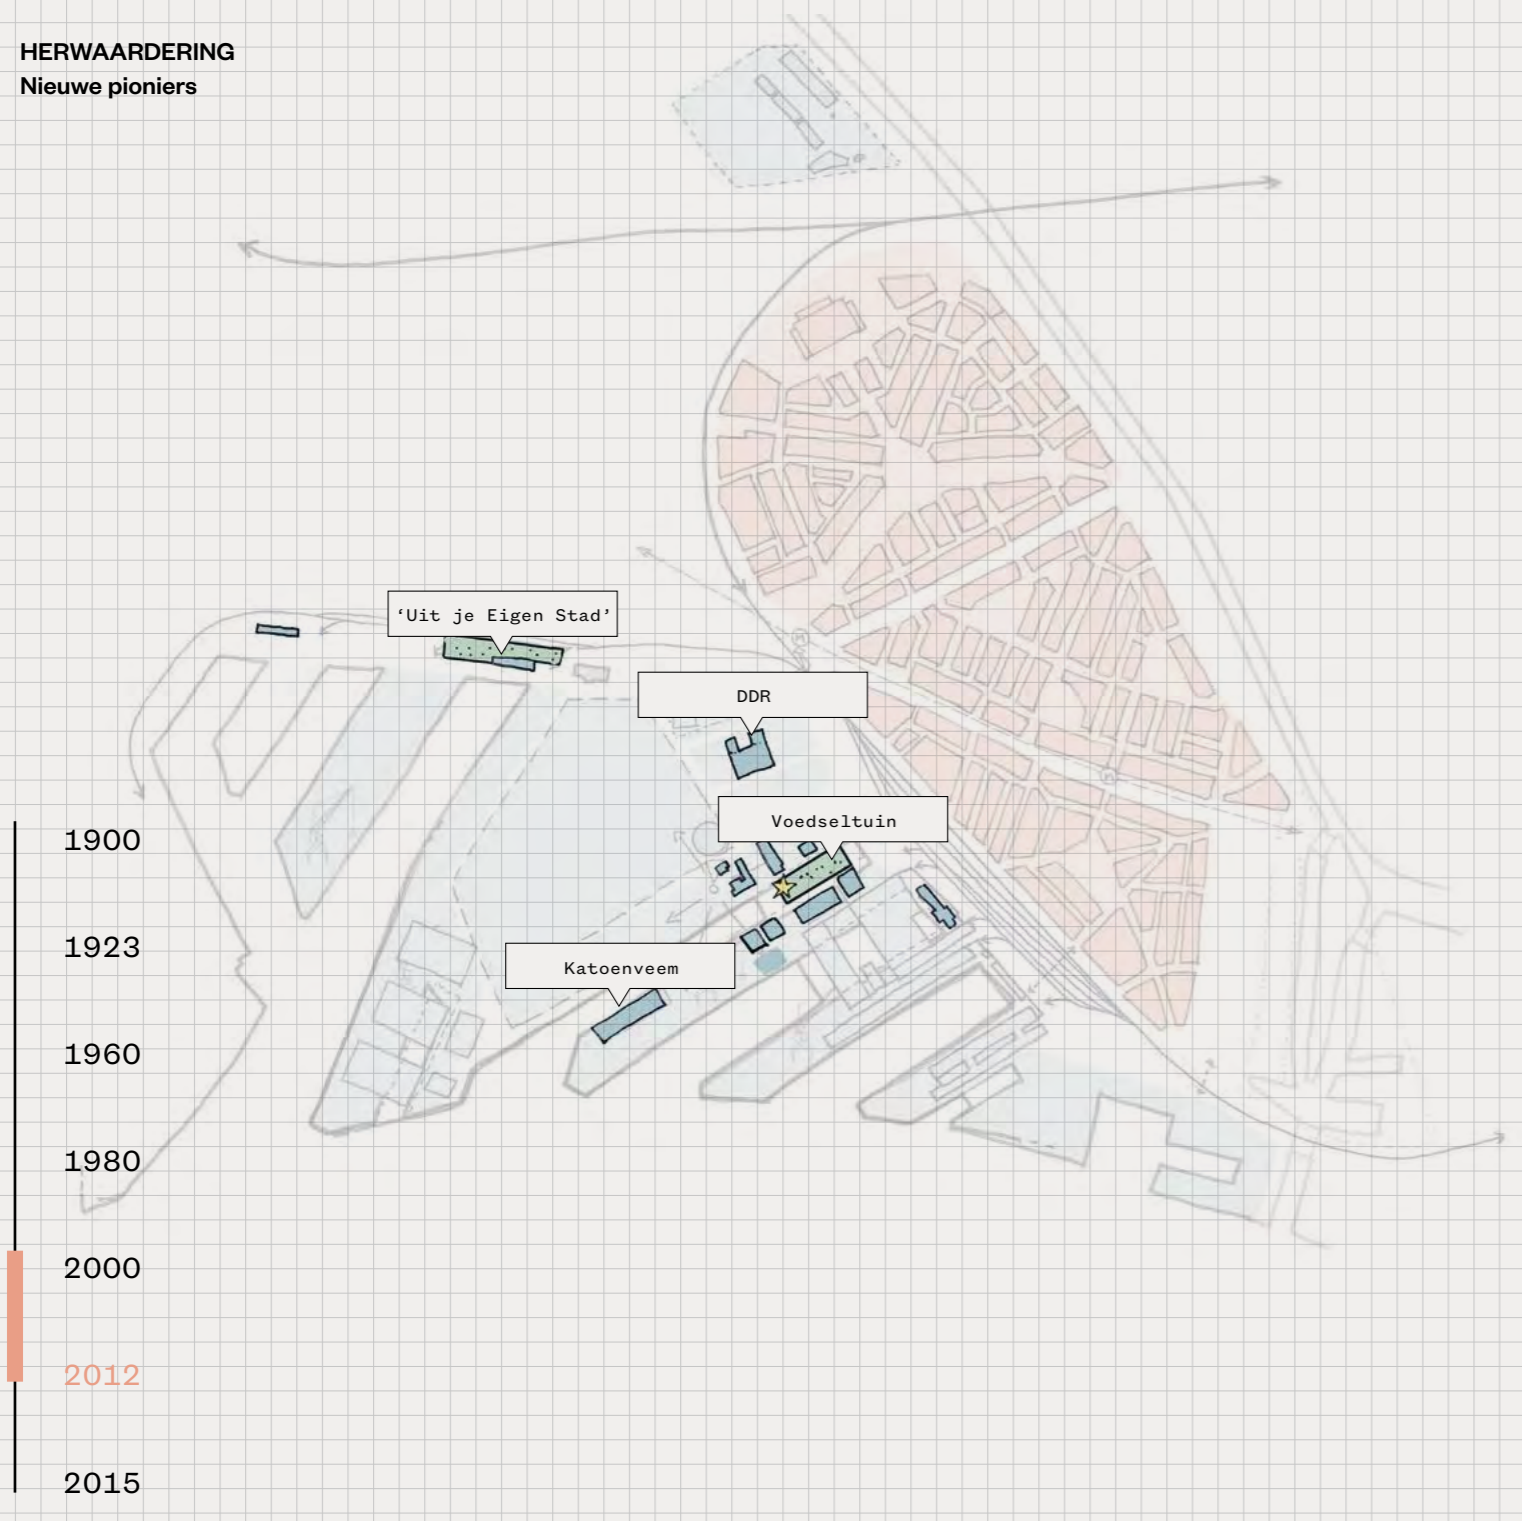 HERWAARDERING
Nieuwe pioniers
‘Uit je Eigen Stad’
DDR
Voedseltuin
Katoenveem
1900
1923
1960
1980
2000
2012
2015